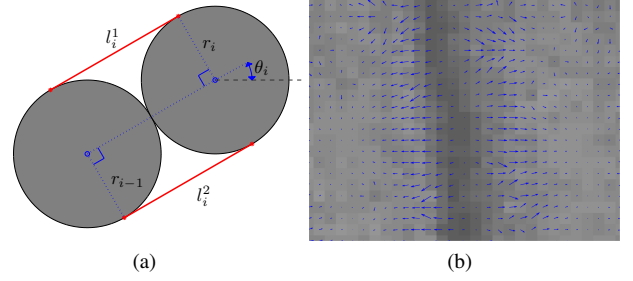 l_i^1
r_i
θ_i
r_{i−1}
l_i^2
(a)
(b)